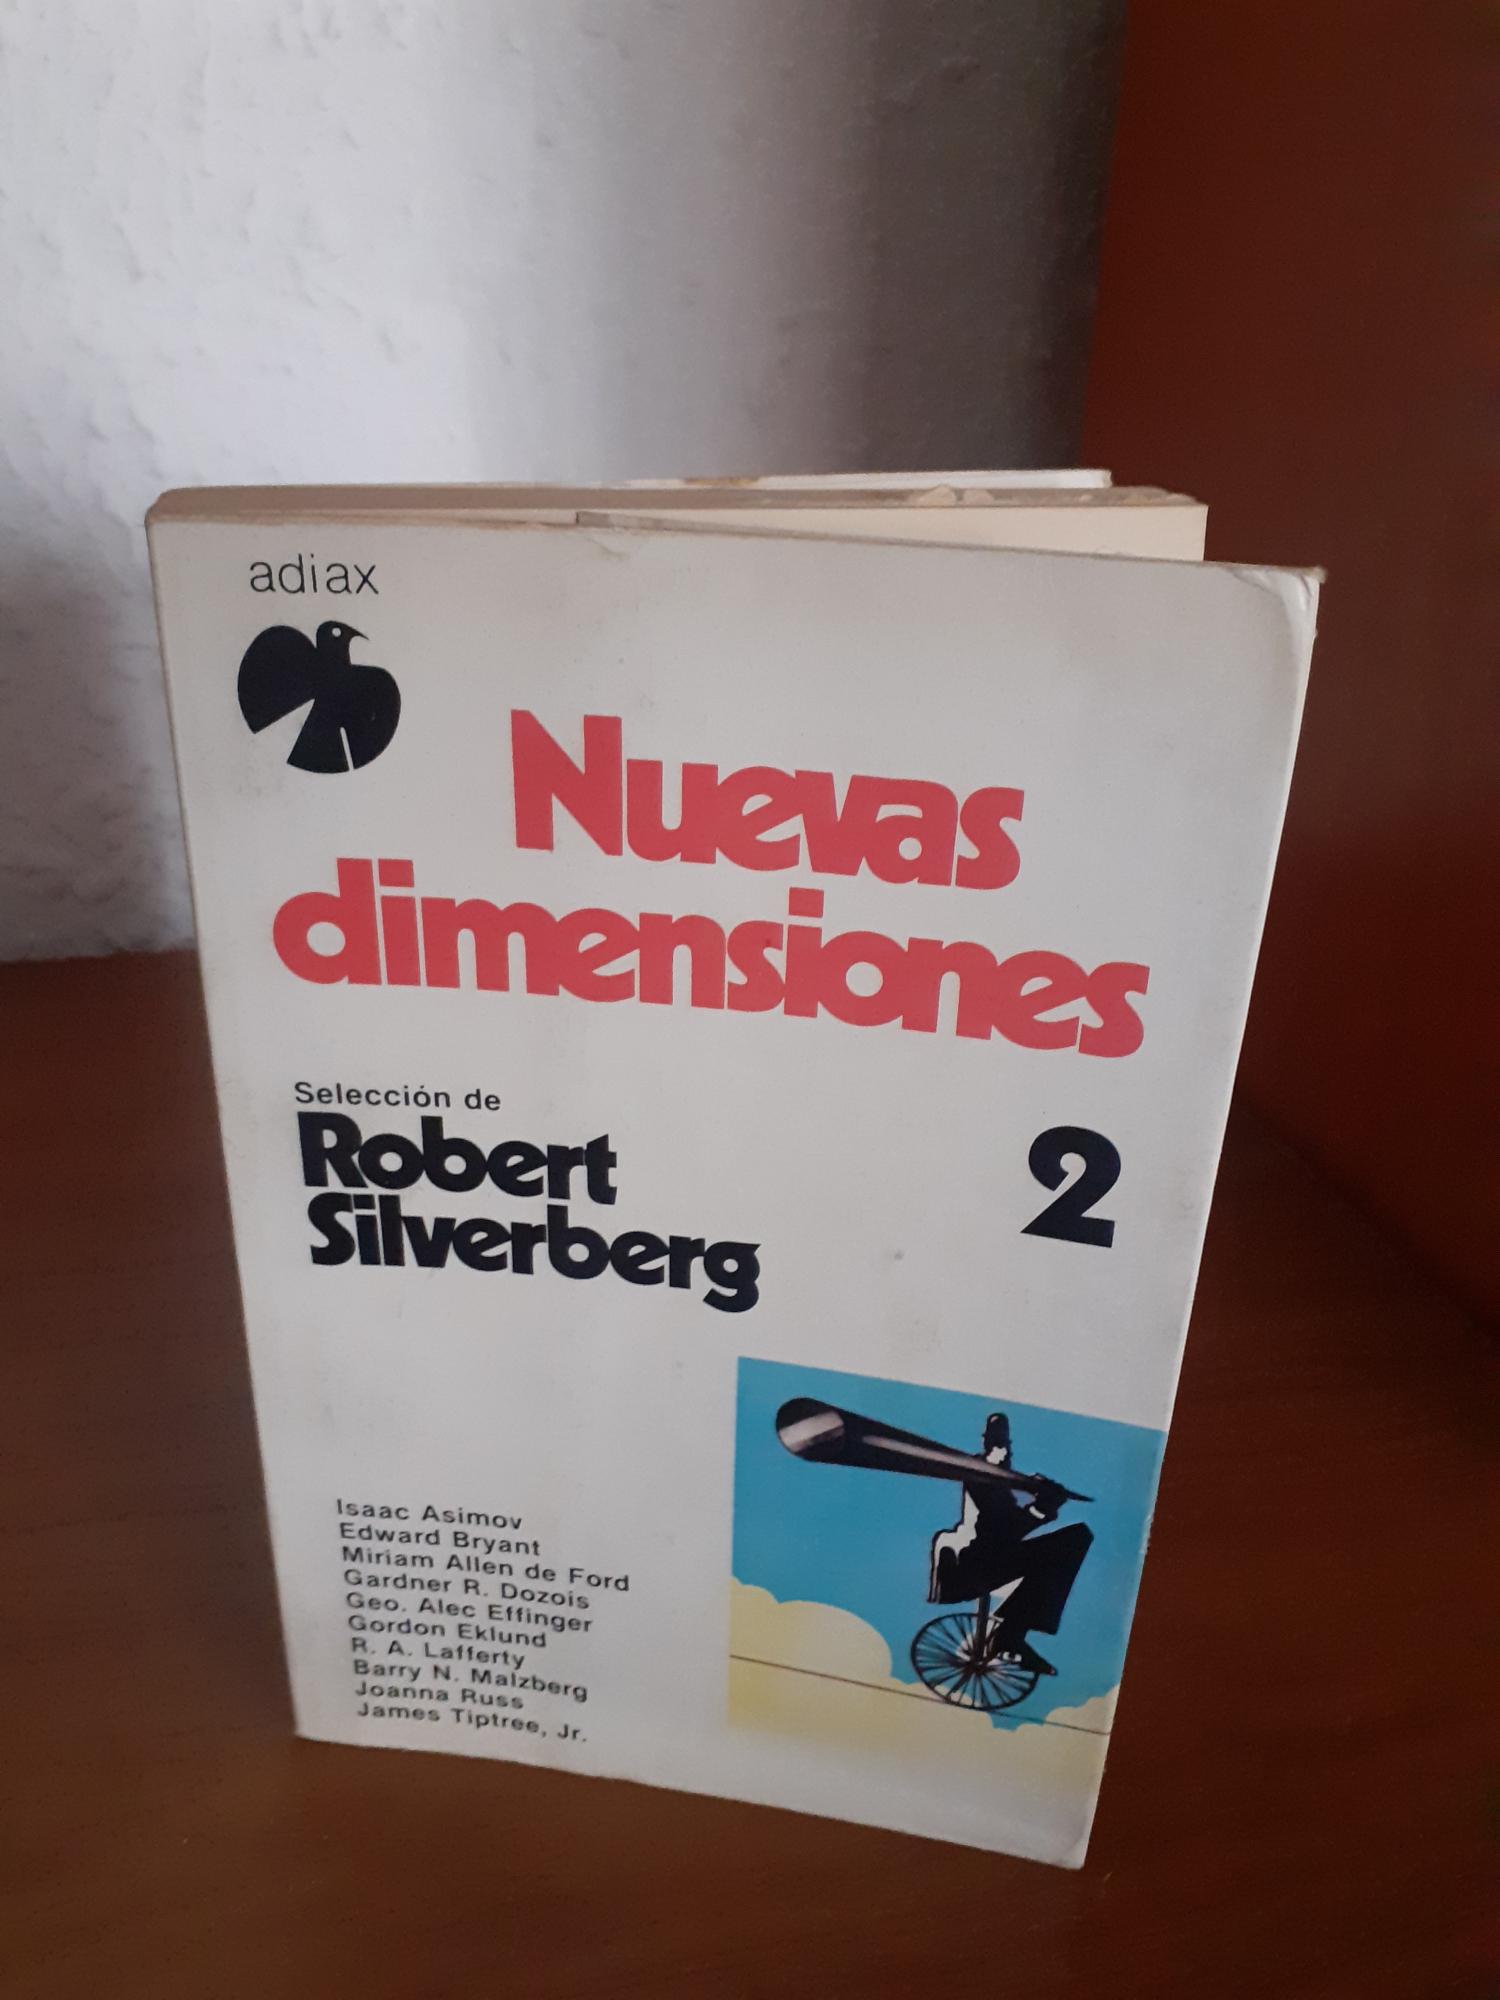 adiax
Nuevas
dimensiones
Selección de
Robert
Silverberg
2
Isaac Asimov
Edward Bryant
Miriam Allen de Ford
Gardner R. Dozois
Geo. Alec Effinger
Gordon Eklund
R. A. Lafferty
Barry N. Malzberg
Joanna Russ
James Tiptree, Jr.